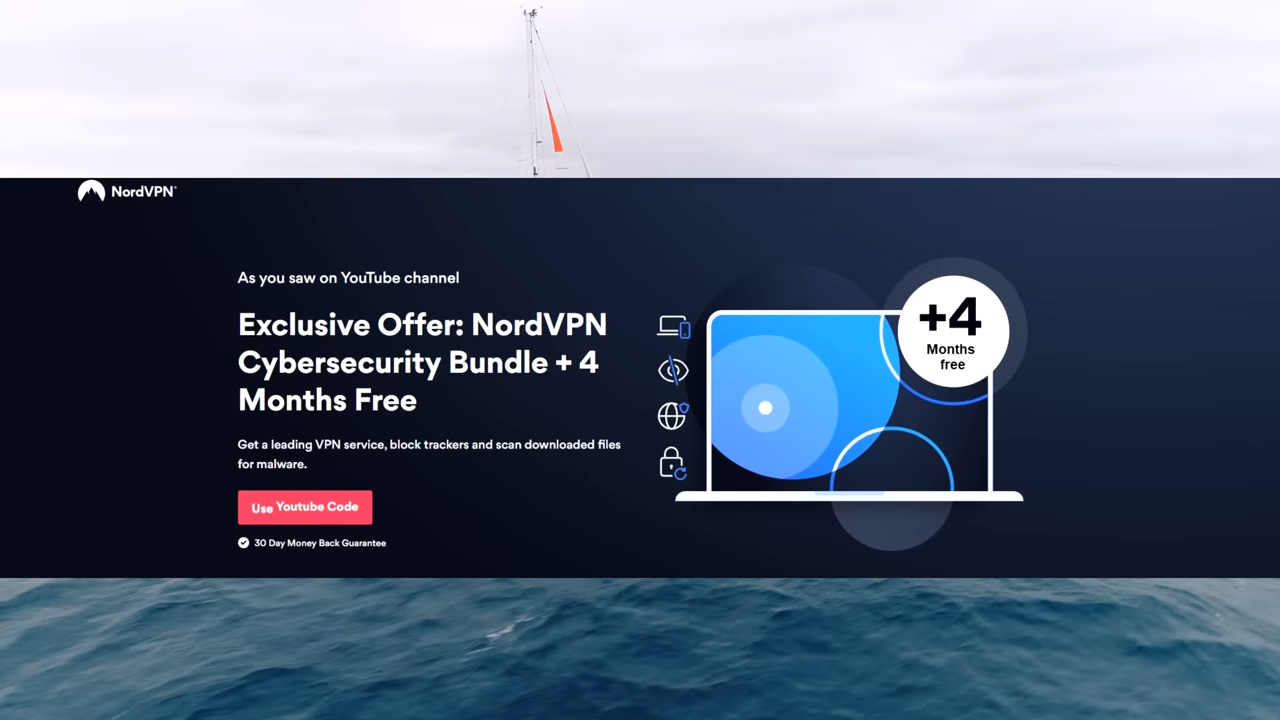 NordVPN®
As you saw on YouTube channel
Exclusive Offer: NordVPN
Cybersecurity Bundle + 4
Months Free
Get a leading VPN service, block trackers and scan downloaded files
for malware.
Use Youtube Code
30 Day Money Back Guarantee
+4
Months
free